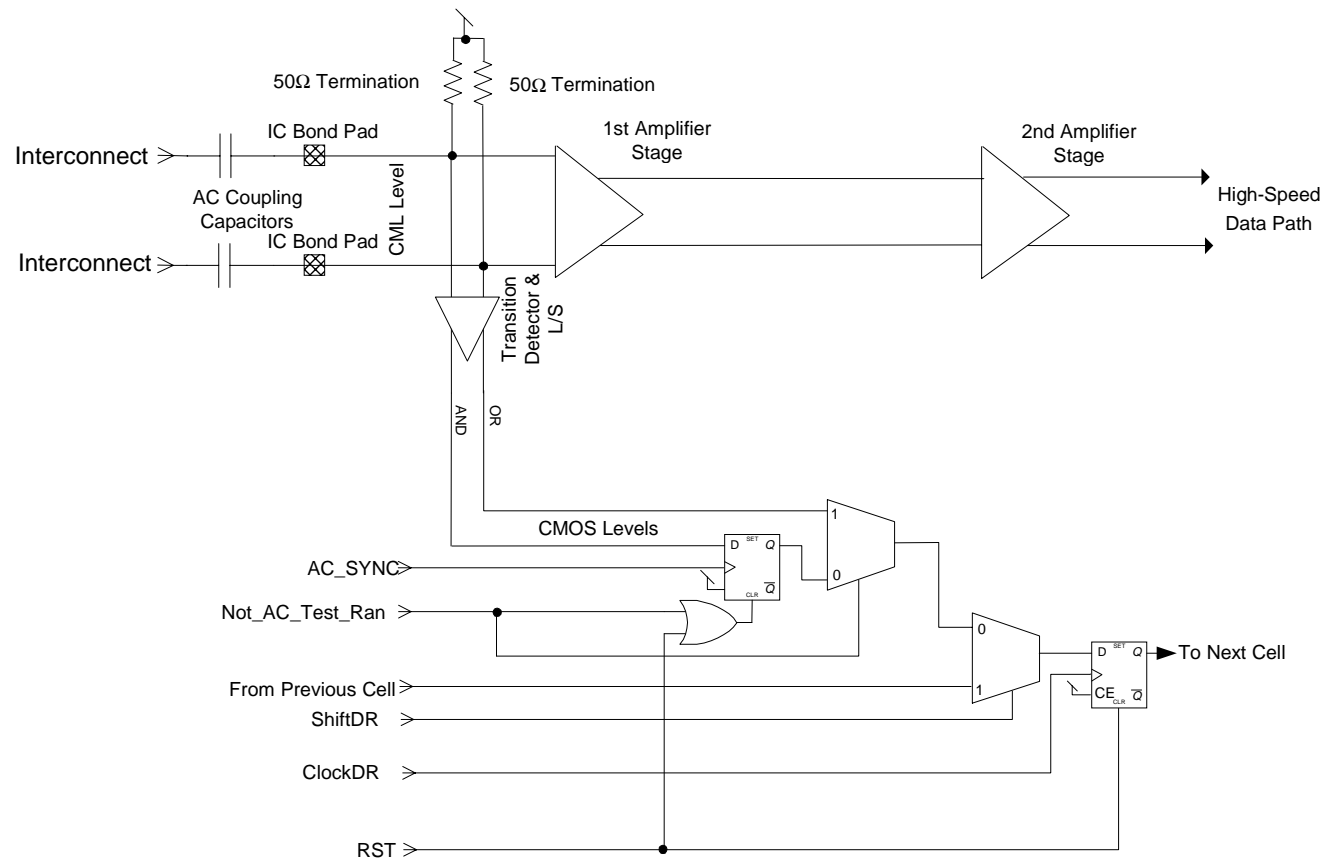 50Ω Termination
50Ω Termination
IC Bond Pad
1st Amplifier
Stage
2nd Amplifier
Stage
Interconnect
AC Coupling
Capacitors
CML Level
High-Speed
Data Path
IC Bond Pad
Interconnect
Transition
Detector &
L/S
AND
OR
CMOS Levels
1
0
D SET Q
Q
CLR
AC_SYNC
Not_AC_Test_Ran
0
1
D SET Q
CE Q
CLR
To Next Cell
From Previous Cell
ShiftDR
ClockDR
RST